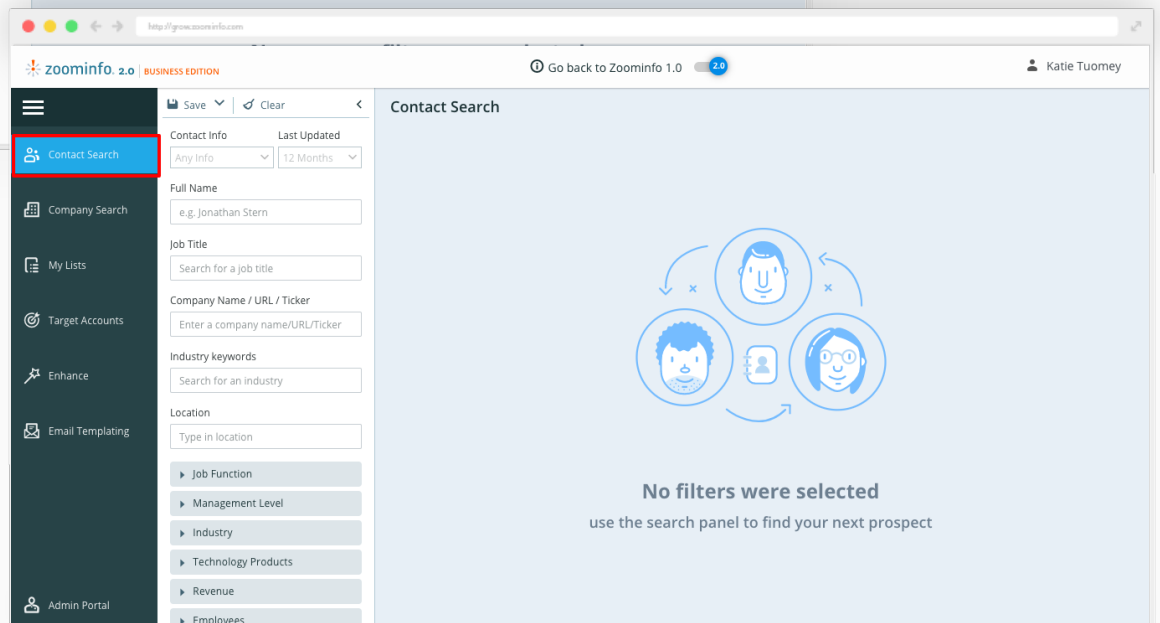 http://grow.zoominfo.com
zoominfo. 2.0 BUSINESS EDITION
Go back to Zoominfo 1.0 2.0
Katie Tuomey
Save Clear
Contact Search
Contact Info Last Updated
Any Info 12 Months
Contact Search
Full Name
e.g. Jonathan Stern
Company Search
Job Title
Search for a job title
My Lists
Company Name / URL / Ticker
Enter a company name/URL/Ticker
Target Accounts
Industry keywords
Search for an industry
Enhance
Location
Type in location
Email Templating
Job Function
Management Level
Industry
Technology Products
Revenue
Employees
Admin Portal
No filters were selected
use the search panel to find your next prospect